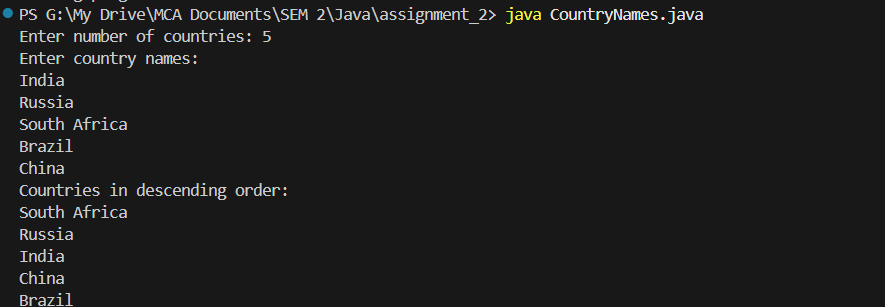 PS G:\My Drive\MCA Documents\SEM 2\Java\assignment_2> java CountryNames.java
Enter number of countries: 5
Enter country names:
India
Russia
South Africa
Brazil
China
Countries in descending order:
South Africa
Russia
India
China
Brazil